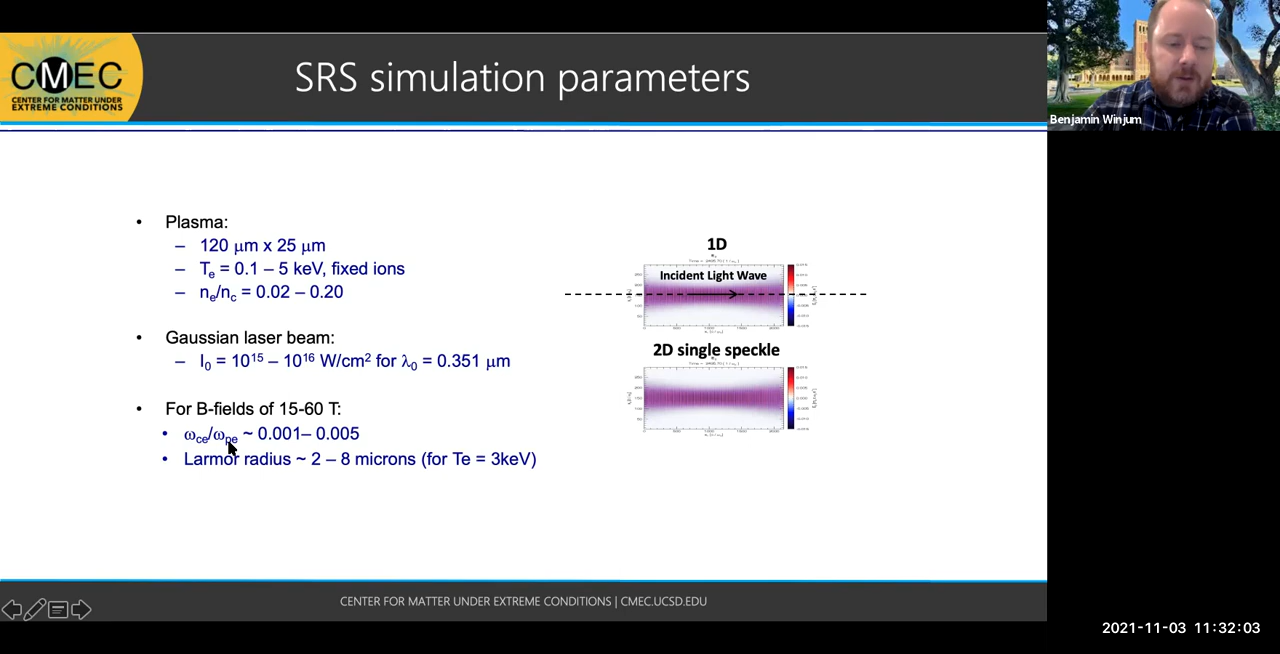 CMEC
CENTER FOR MATTER UNDER
EXTREME CONDITIONS
SRS simulation parameters
Benjamin Winjum
• Plasma:
– 120 μm x 25 μm
– Te = 0.1 – 5 keV, fixed ions
– ne/nc = 0.02 – 0.20
• Gaussian laser beam:
– I0 = 10¹⁵ – 10¹⁶ W/cm² for λ0 = 0.351 μm
• For B-fields of 15-60 T:
• ωce/ωpe ~ 0.001– 0.005
• Larmor radius ~ 2 – 8 microns (for Te = 3keV)
1D
Incident Light Wave
2D single speckle
CENTER FOR MATTER UNDER EXTREME CONDITIONS | CMEC.UCSD.EDU
2021-11-03 11:32:03